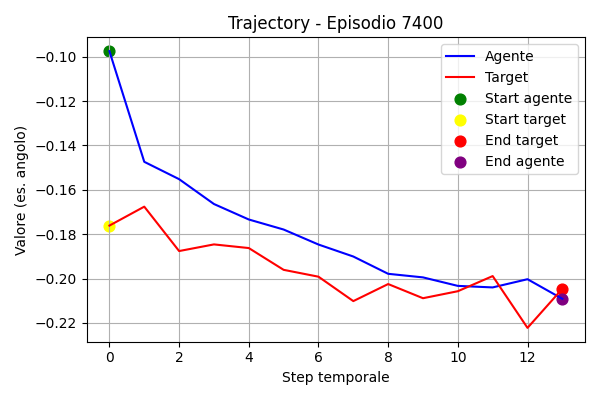 Trajectory - Episodio 7400
Valore (es. angolo)
−0.10
−0.12
−0.14
−0.16
−0.18
−0.20
−0.22
Agente
Target
Start agente
Start target
End target
End agente
0 2 4 6 8 10 12
Step temporale